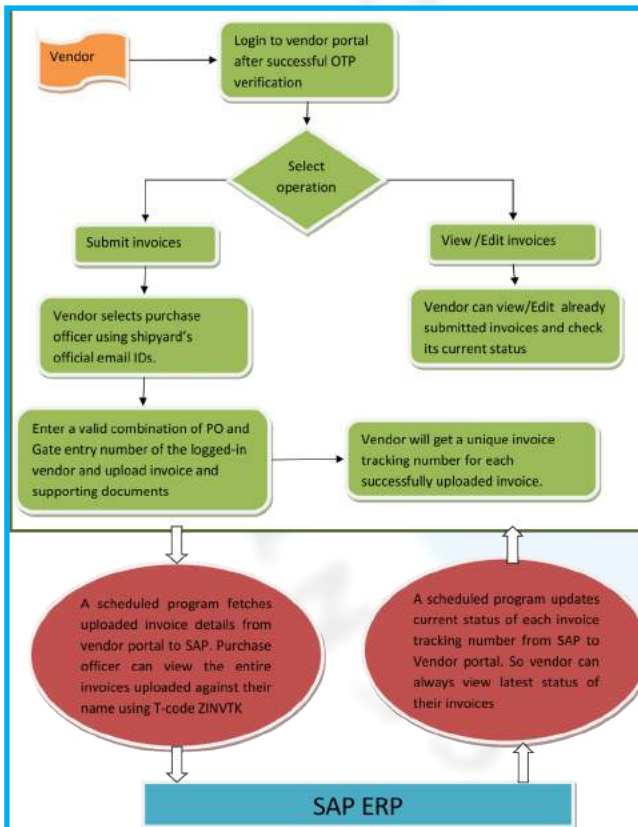 Vendor
Login to vendor portal
after successful OTP
verification
Select
operation
Submit invoices
View /Edit invoices
Vendor selects purchase
officer using shipyard's
official email IDs.
Vendor can view/Edit already
submitted invoices and check
its current status
Enter a valid combination of PO and
Gate entry number of the logged-in
vendor and upload invoice and
supporting documents
Vendor will get a unique invoice
tracking number for each
successfully uploaded invoice.
A scheduled program fetches
uploaded invoice details from
vendor portal to SAP. Purchase
officer can view the entire
invoices uploaded against their
name using T-code ZINVTK
A scheduled program updates
current status of each invoice
tracking number from SAP to
Vendor portal. So vendor can
always view latest status of
their invoices
SAP ERP